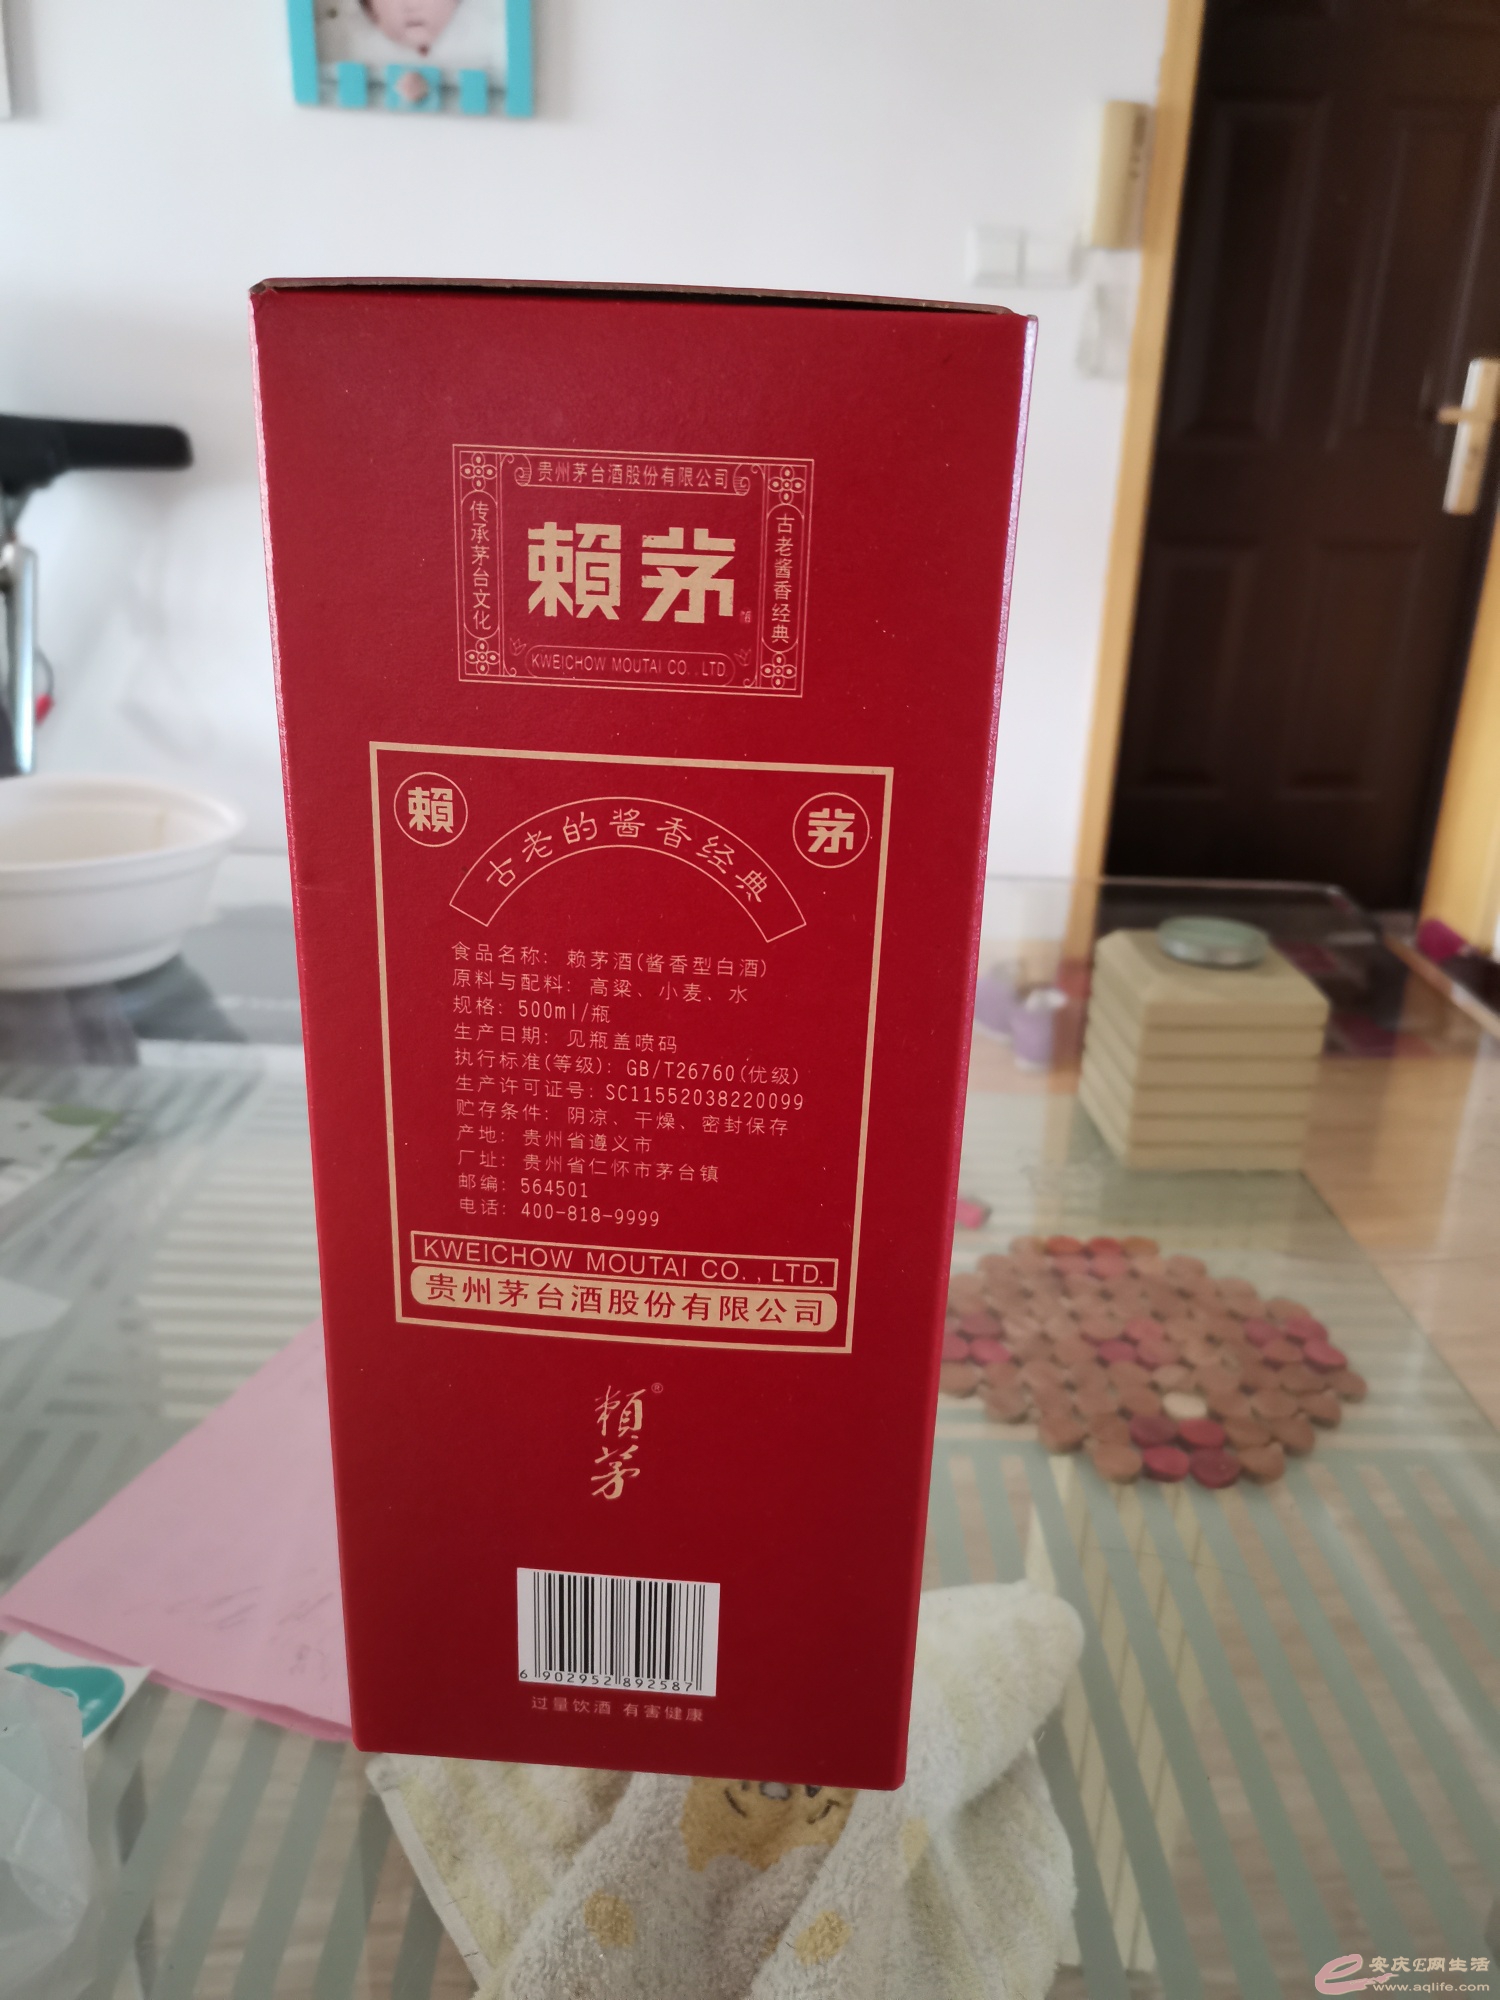 贵州茅台酒股份有限公司
传承茅台文化
賴茅
古老酱香经典
KWEICHOW MOUTAI CO.,LTD.
賴
茅
古老的酱香经典
食品名称: 赖茅酒(酱香型白酒)
原料与配料: 高粱、小麦、水
规格: 500ml/瓶
生产日期: 见瓶盖喷码
执行标准(等级): GB/T26760(优级)
生产许可证号: SC11552038220099
贮存条件: 阴凉、干燥、密封保存
产地: 贵州省遵义市
厂址: 贵州省仁怀市茅台镇
邮编: 564501
电话: 400-818-9999
KWEICHOW MOUTAI CO.,LTD.
贵州茅台酒股份有限公司
賴®
茅
6 902952 892587
过量饮酒 有害健康
e 安庆E网生活
www.aqlife.com